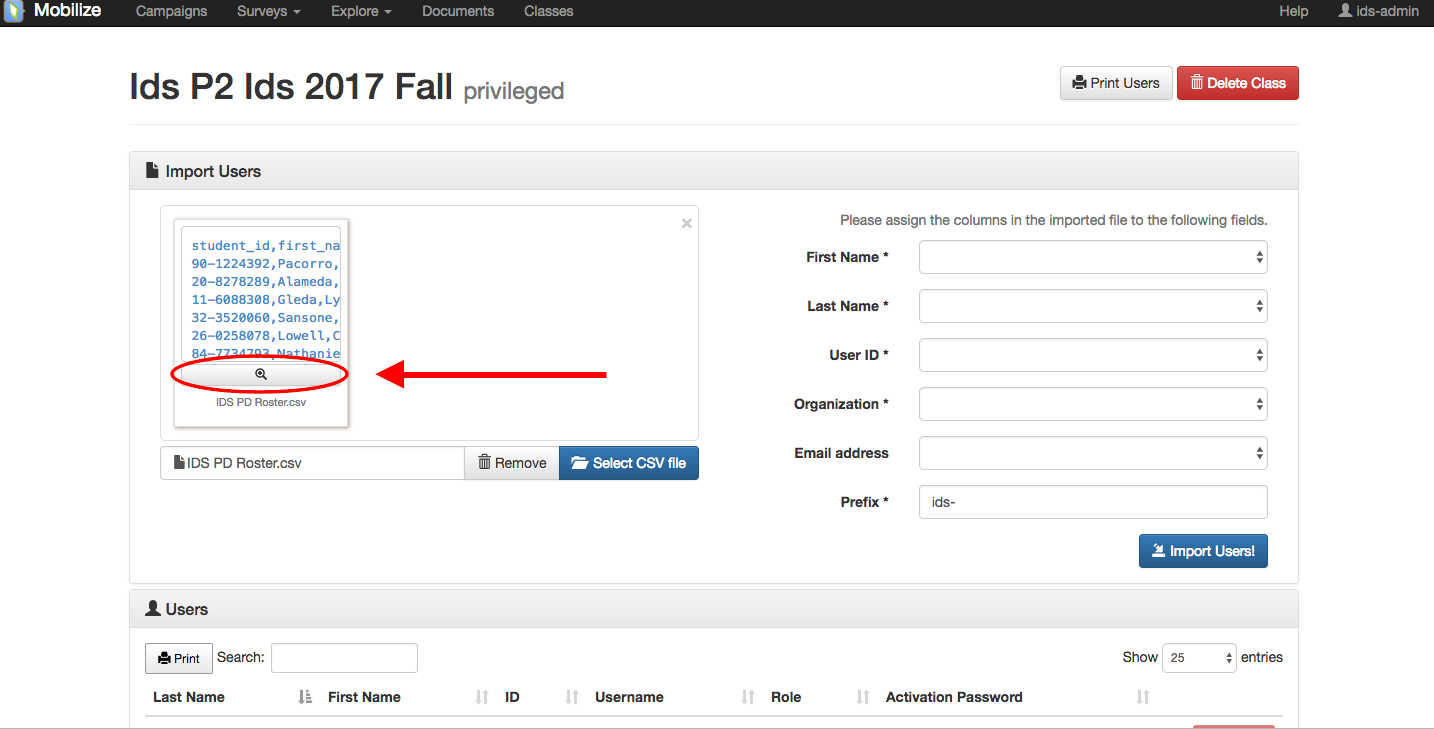 Mobilize Campaigns Surveys Explore Documents Classes Help ids-admin
Ids P2 Ids 2017 Fall privileged
Print Users Delete Class
Import Users
student_id,first_na
90-1224392,Pacorro,
20-8278289,Alameda,
11-6088308,Gleda,Ly
32-3520060,Sansone,
26-0258078,Lowell,C
84-7734793,Nathanie
IDS PD Roster.csv
IDS PD Roster.csv Remove Select CSV file
×
Please assign the columns in the imported file to the following fields.
First Name *
Last Name *
User ID *
Organization *
Email address
Prefix * ids-
Import Users!
Users
Print Search: Show 25 entries
Last Name First Name ID Username Role Activation Password